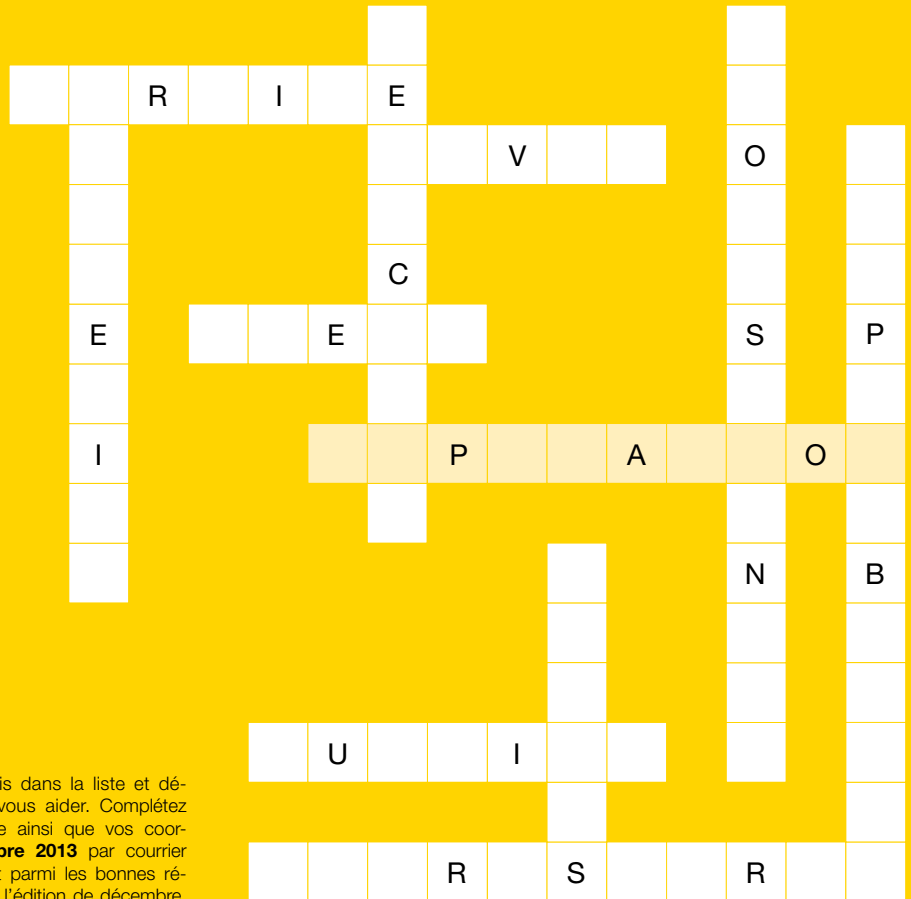 R I E
V O
C
E E S P
I P A O
N B
U I
R S R
is dans la liste et dé-
vous aider. Complétez
e ainsi que vos coor-
bre 2013 par courrier
t parmi les bonnes ré-
l'édition de décembre.